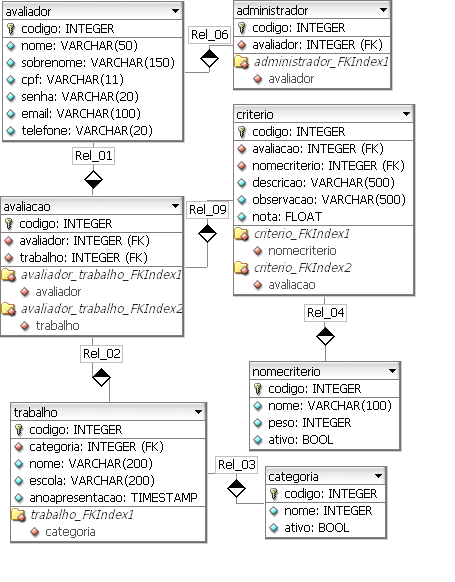 avaliador
codigo: INTEGER
nome: VARCHAR(50)
sobrenome: VARCHAR(150)
cpf: VARCHAR(11)
senha: VARCHAR(20)
email: VARCHAR(100)
telefone: VARCHAR(20)
Rel_06
administrador
codigo: INTEGER
avaliador: INTEGER (FK)
administrador_FKIndex1
avaliador
criterio
codigo: INTEGER
avaliacao: INTEGER (FK)
nomecriterio: INTEGER (FK)
descricao: VARCHAR(500)
observacao: VARCHAR(500)
nota: FLOAT
criterio_FKIndex1
nomecriterio
criterio_FKIndex2
avaliacao
Rel_01
avaliacao
codigo: INTEGER
avaliador: INTEGER (FK)
trabalho: INTEGER (FK)
avaliador_trabalho_FKIndex1
avaliador
avaliador_trabalho_FKIndex2
trabalho
Rel_09
Rel_04
Rel_02
nomecriterio
codigo: INTEGER
nome: VARCHAR(100)
peso: INTEGER
ativo: BOOL
trabalho
codigo: INTEGER
categoria: INTEGER (FK)
nome: VARCHAR(200)
escola: VARCHAR(200)
anoapresentacao: TIMESTAMP
trabalho_FKIndex1
categoria
Rel_03
categoria
codigo: INTEGER
nome: INTEGER
ativo: BOOL